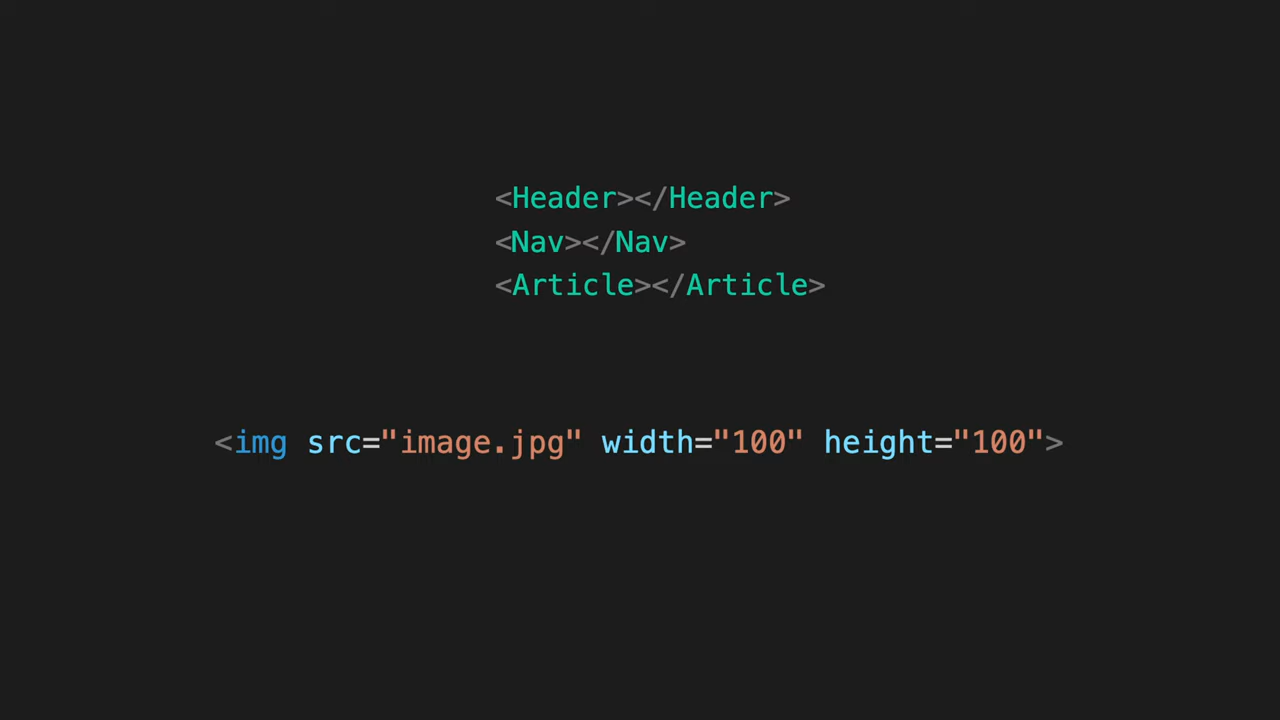 <Header></Header>
<Nav></Nav>
<Article></Article>
<img src="image.jpg" width="100" height="100">